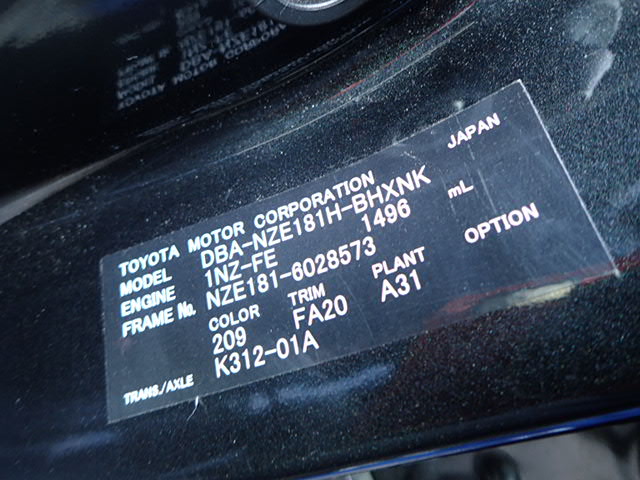 TOYOTA MOTOR CORPORATION JAPAN
MODEL DBA-NZE181H-BHXNK
ENGINE 1NZ-FE 1496 mL
FRAME No. NZE181-6028573
COLOR TRIM PLANT OPTION
209 FA20 A31
TRANS./AXLE K312-01A